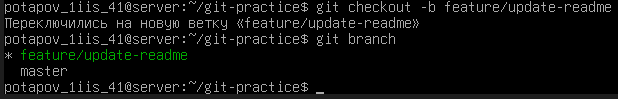 potapov_1iis_41@server:~/git-practice$ git checkout -b feature/update-readme
Переключились на новую ветку «feature/update-readme»
potapov_1iis_41@server:~/git-practice$ git branch
* feature/update-readme
  master
potapov_1iis_41@server:~/git-practice$ _